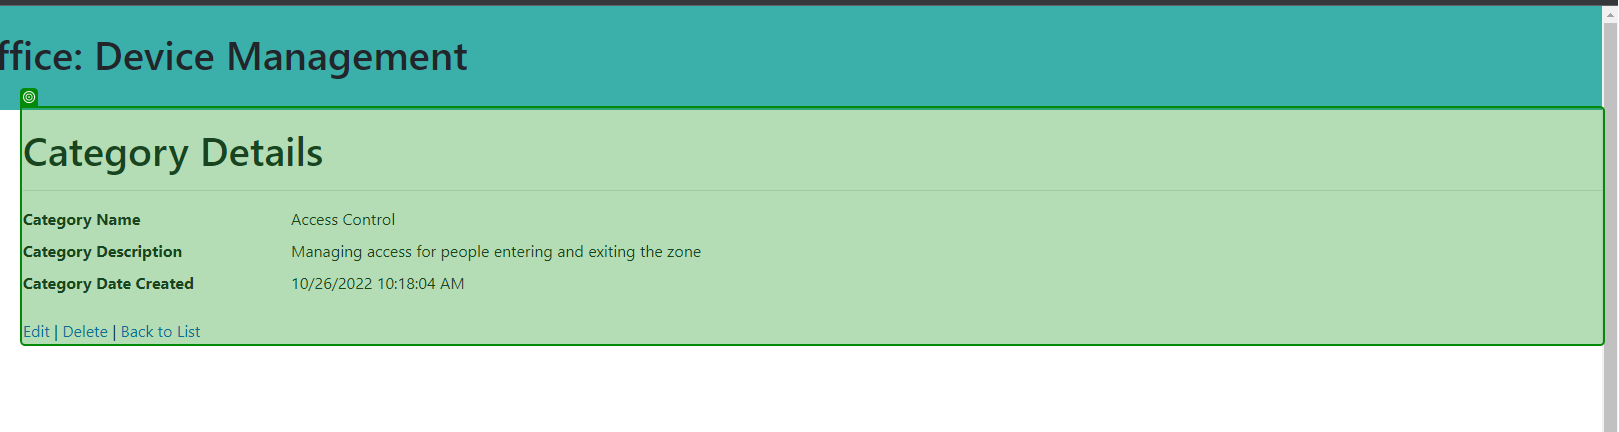 ffice: Device Management
Category Details
Category Name Access Control
Category Description Managing access for people entering and exiting the zone
Category Date Created 10/26/2022 10:18:04 AM
Edit | Delete | Back to List